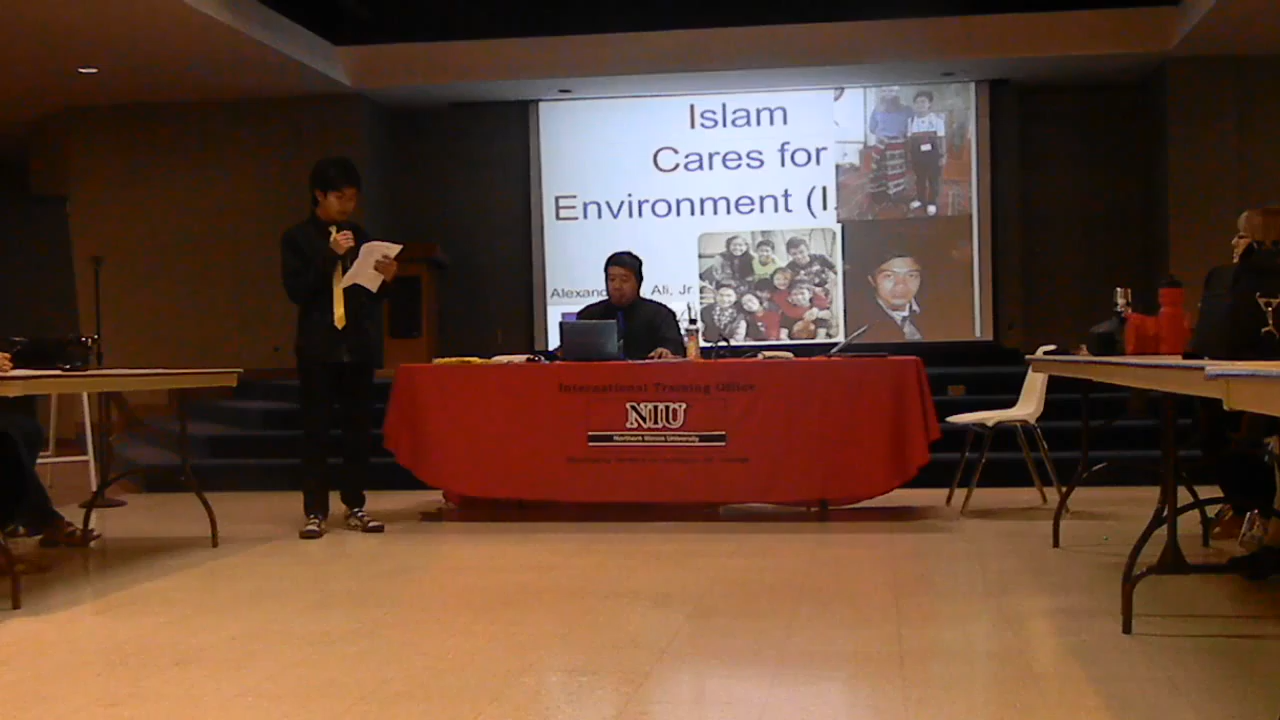 Islam
Cares for
Environment (I.
Alexand Ali, Jr.
International Training Office
NIU
Northern Illinois University